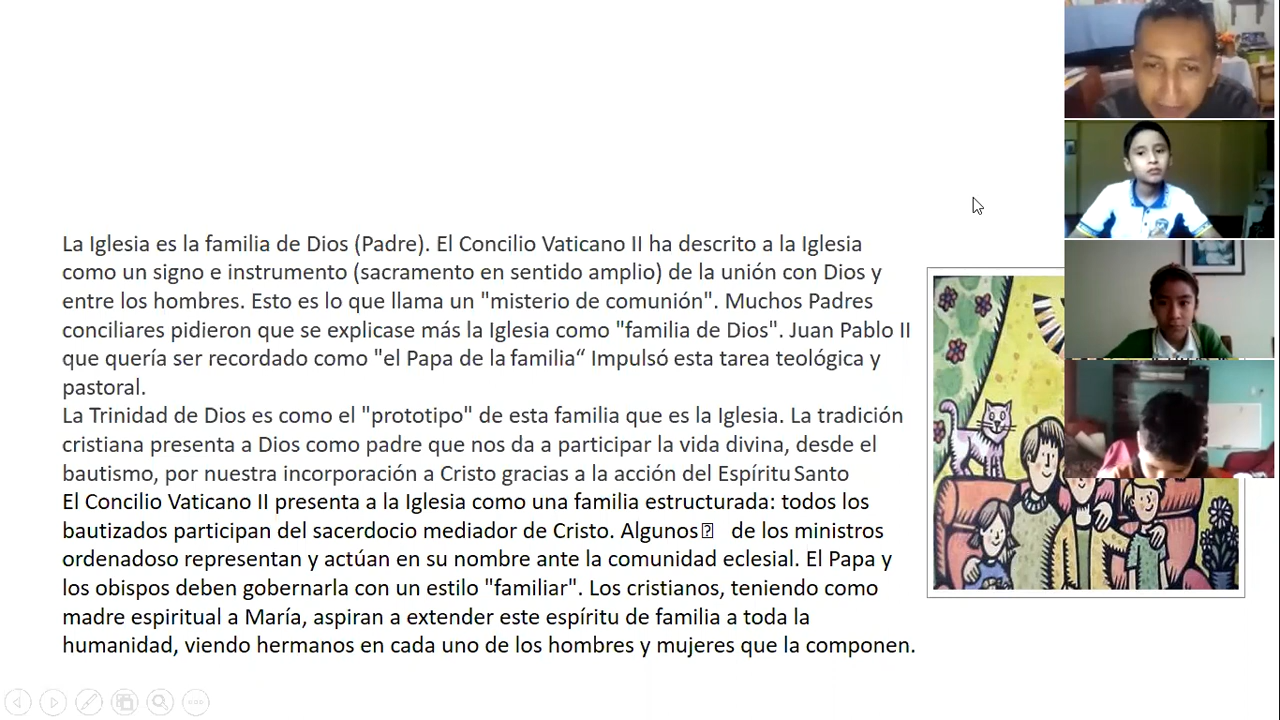 La Iglesia es la familia de Dios (Padre). El Concilio Vaticano II ha descrito a la Iglesia
como un signo e instrumento (sacramento en sentido amplio) de la unión con Dios y
entre los hombres. Esto es lo que llama un "misterio de comunión". Muchos Padres
conciliares pidieron que se explicase más la Iglesia como "familia de Dios". Juan Pablo II
que quería ser recordado como "el Papa de la familia“ Impulsó esta tarea teológica y
pastoral.
La Trinidad de Dios es como el "prototipo" de esta familia que es la Iglesia. La tradición
cristiana presenta a Dios como padre que nos da a participar la vida divina, desde el
bautismo, por nuestra incorporación a Cristo gracias a la acción del Espíritu Santo
El Concilio Vaticano II presenta a la Iglesia como una familia estructurada: todos los
bautizados participan del sacerdocio mediador de Cristo. Algunos de los ministros
ordenadoso representan y actúan en su nombre ante la comunidad eclesial. El Papa y
los obispos deben gobernarla con un estilo "familiar". Los cristianos, teniendo como
madre espiritual a María, aspiran a extender este espíritu de familia a toda la
humanidad, viendo hermanos en cada uno de los hombres y mujeres que la componen.